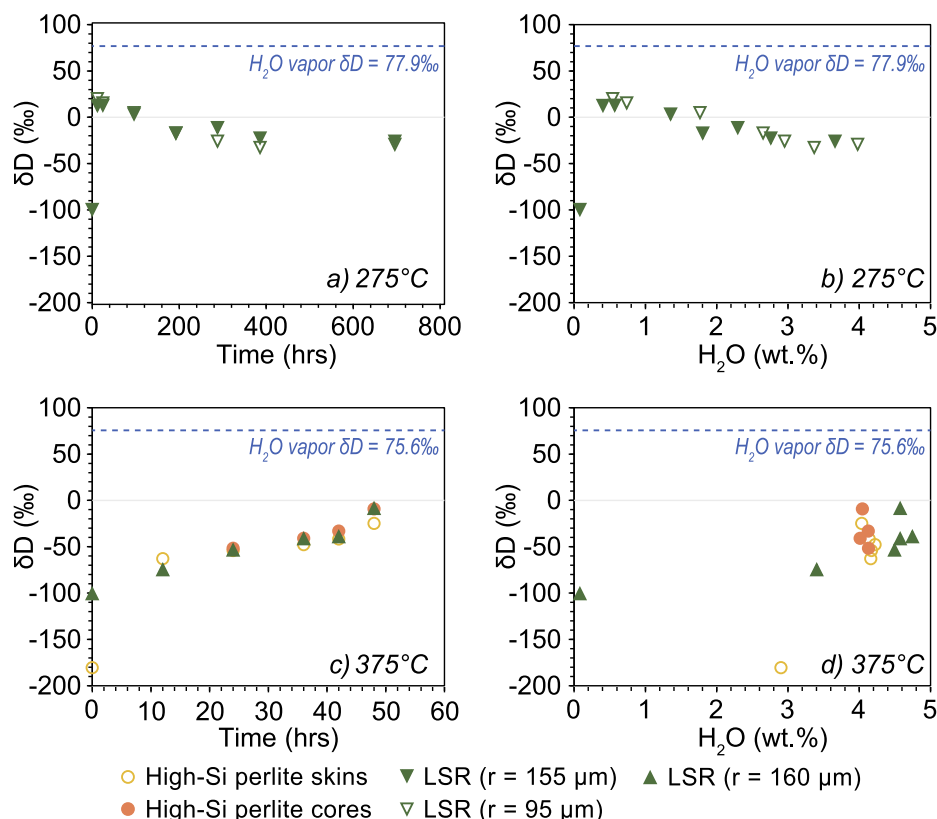 100
50
0
-50
-100
-150
-200
δD (‰)
H₂O vapor δD = 77.9‰
a) 275°C
0 200 400 600 800
Time (hrs)
100
50
0
-50
-100
-150
-200
δD (‰)
H₂O vapor δD = 77.9‰
b) 275°C
0 1 2 3 4 5
H₂O (wt.%)
100
50
0
-50
-100
-150
-200
δD (‰)
H₂O vapor δD = 75.6‰
c) 375°C
0 10 20 30 40 50 60
Time (hrs)
100
50
0
-50
-100
-150
-200
δD (‰)
H₂O vapor δD = 75.6‰
d) 375°C
0 1 2 3 4 5
H₂O (wt.%)
High-Si perlite skins LSR (r = 155 μm) LSR (r = 160 μm)
High-Si perlite cores LSR (r = 95 μm)